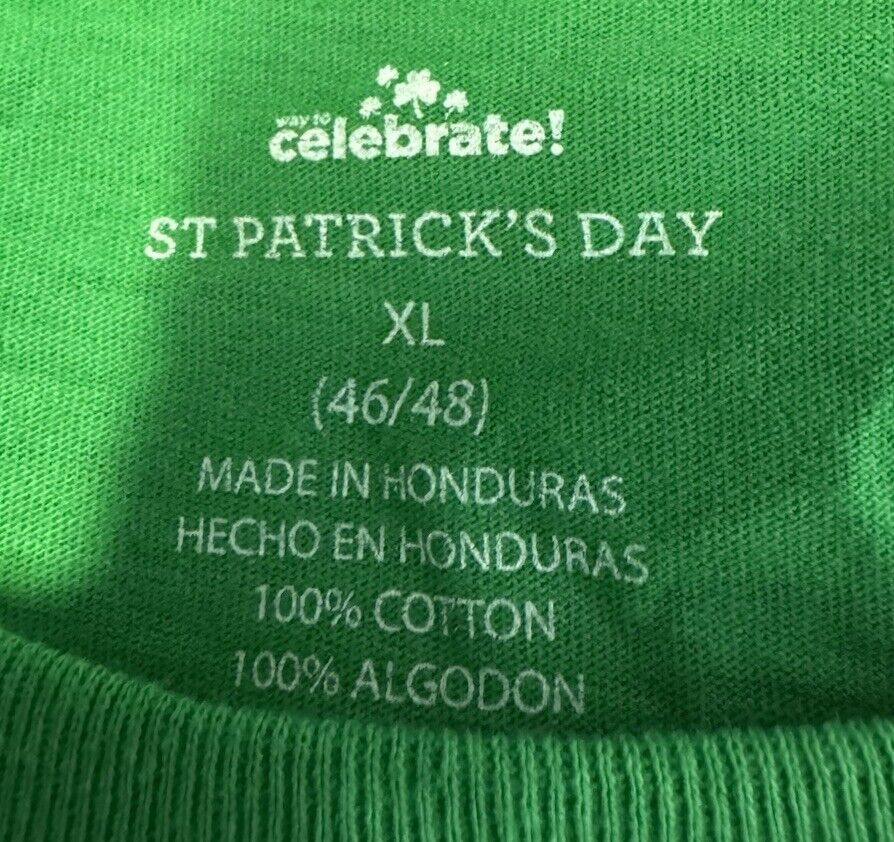 way to
celebrate!
ST PATRICK'S DAY
XL
(46/48)
MADE IN HONDURAS
HECHO EN HONDURAS
100% COTTON
100% ALGODON